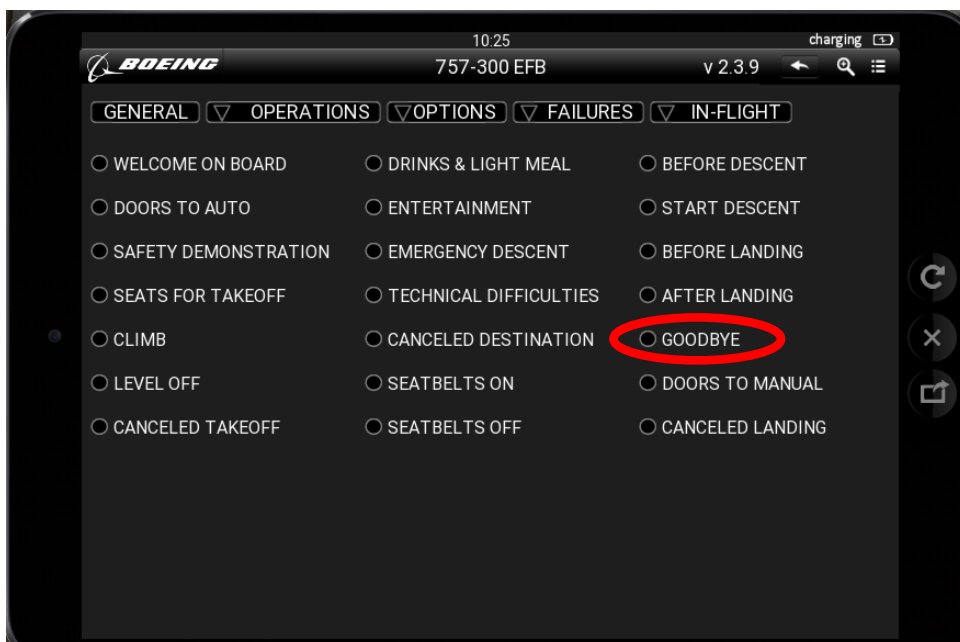 10:25
charging
BOEING
757-300 EFB
v 2.3.9
GENERAL
OPERATIONS
OPTIONS
FAILURES
IN-FLIGHT
WELCOME ON BOARD
DOORS TO AUTO
SAFETY DEMONSTRATION
SEATS FOR TAKEOFF
CLIMB
LEVEL OFF
CANCELED TAKEOFF
DRINKS & LIGHT MEAL
ENTERTAINMENT
EMERGENCY DESCENT
TECHNICAL DIFFICULTIES
CANCELED DESTINATION
SEATBELTS ON
SEATBELTS OFF
BEFORE DESCENT
START DESCENT
BEFORE LANDING
AFTER LANDING
GOODBYE
DOORS TO MANUAL
CANCELED LANDING